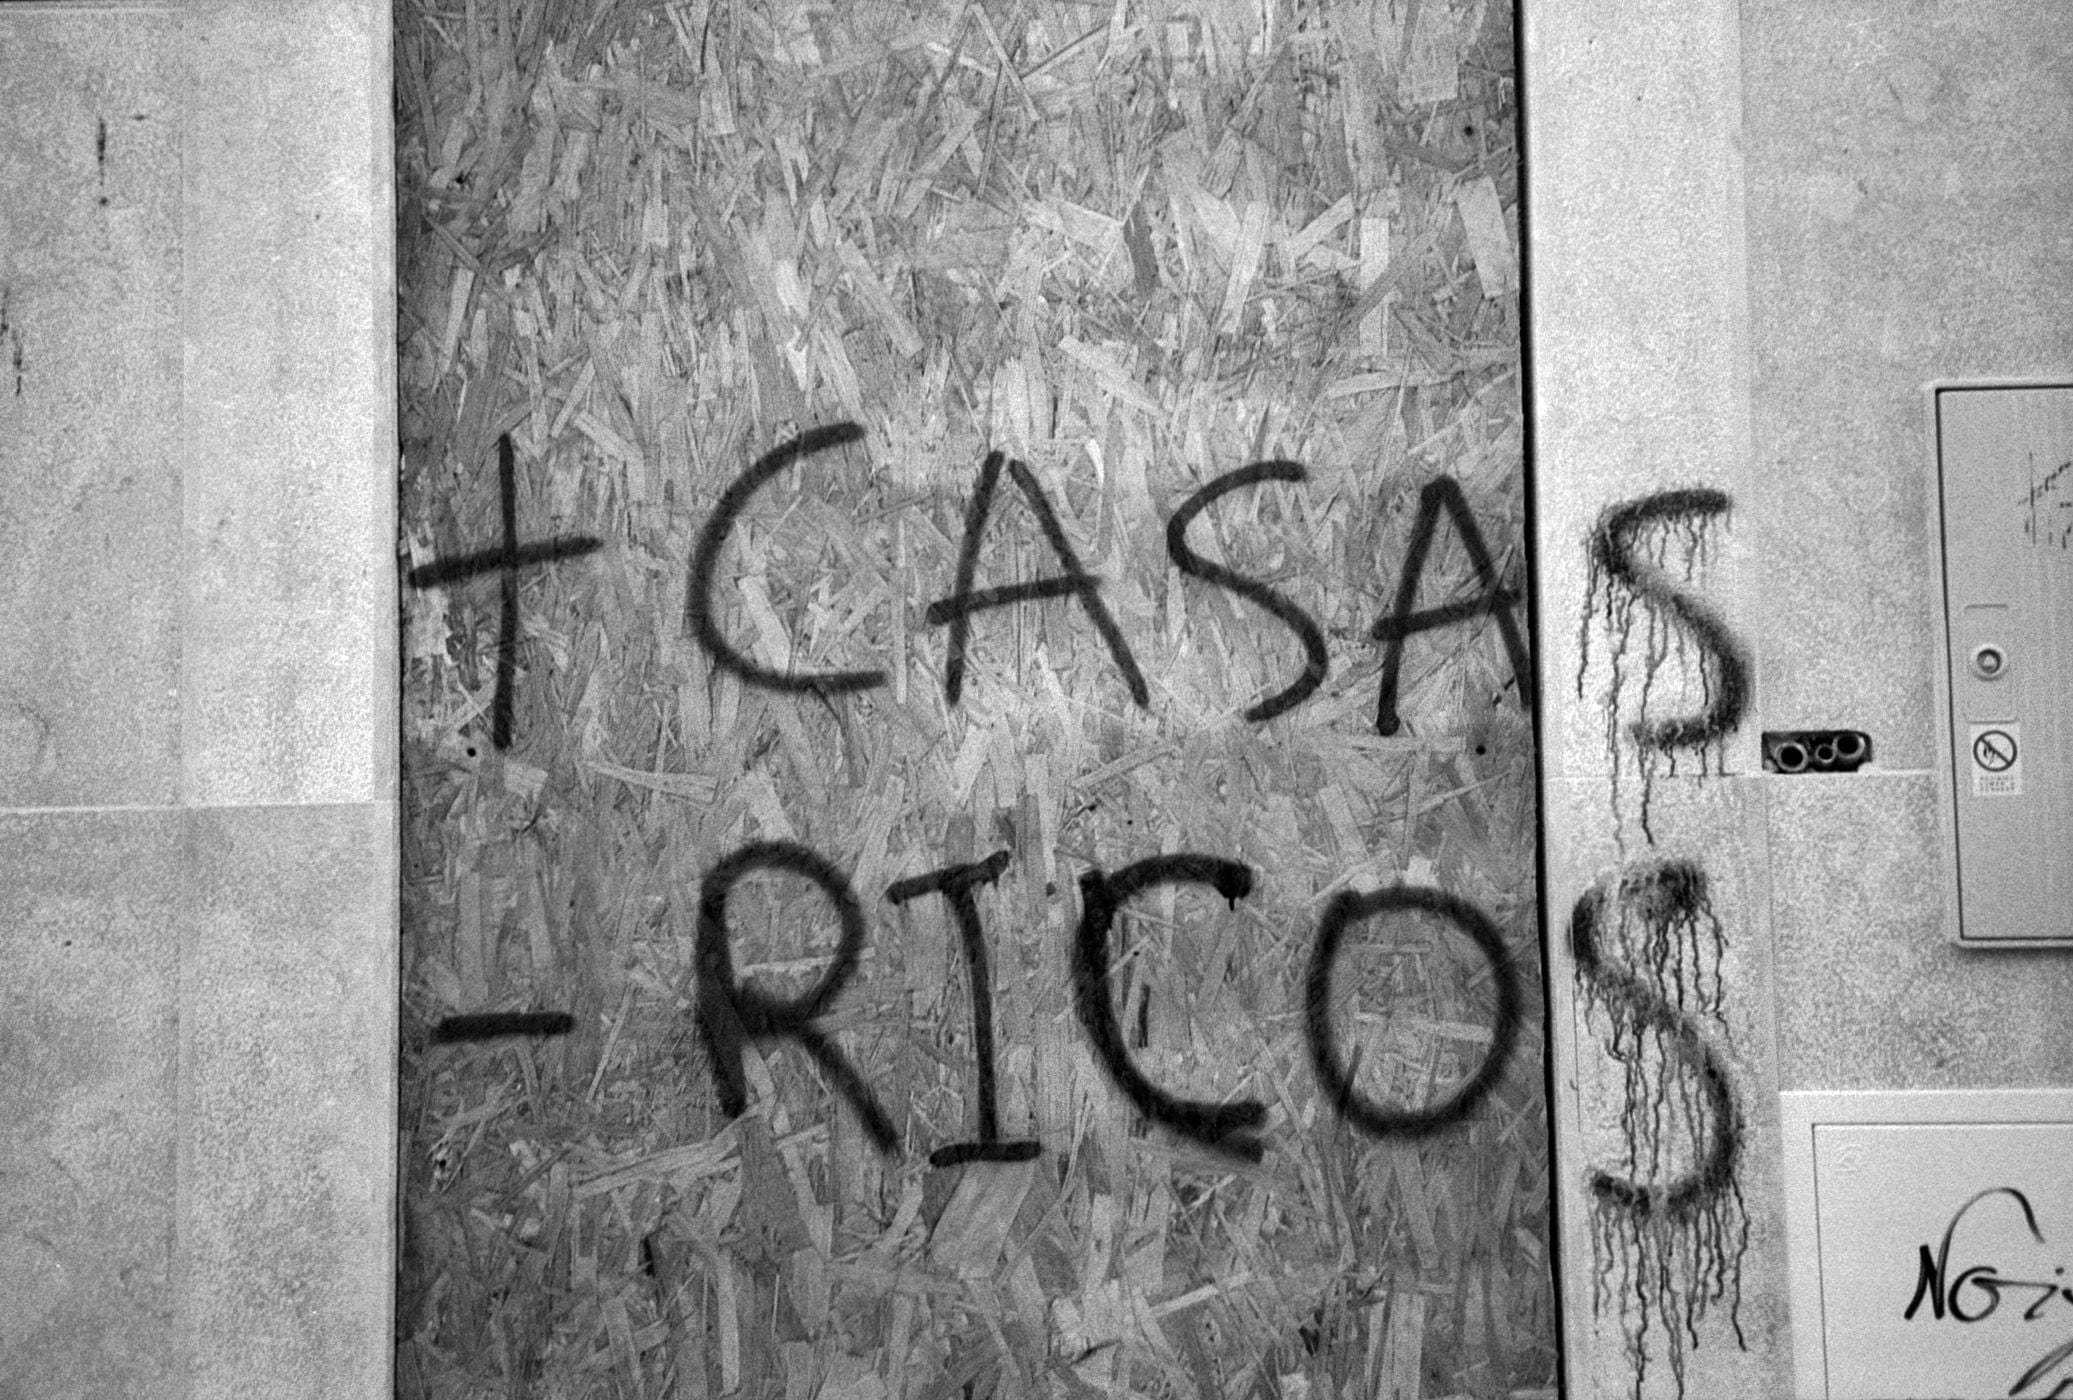 + CASAS
- RICOS